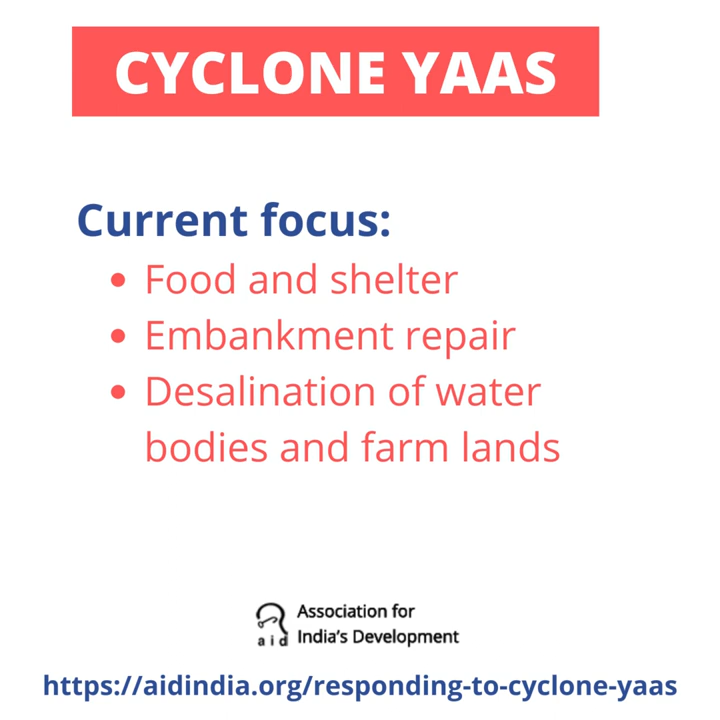 CYCLONE YAAS
Current focus:
• Food and shelter
• Embankment repair
• Desalination of water
bodies and farm lands
aid
Association for
India's Development
https://aidindia.org/responding-to-cyclone-yaas